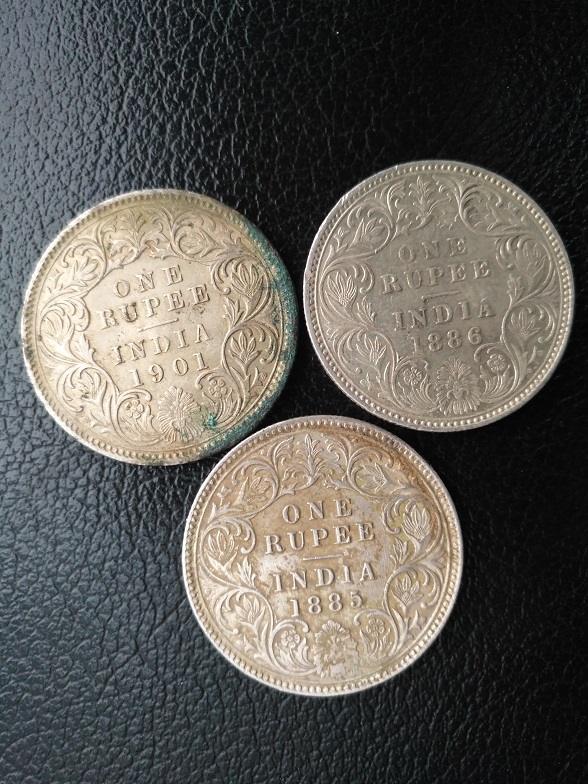 ONE
RUPEE
INDIA
1901
ONE
RUPEE
INDIA
1886
ONE
RUPEE
INDIA
1885